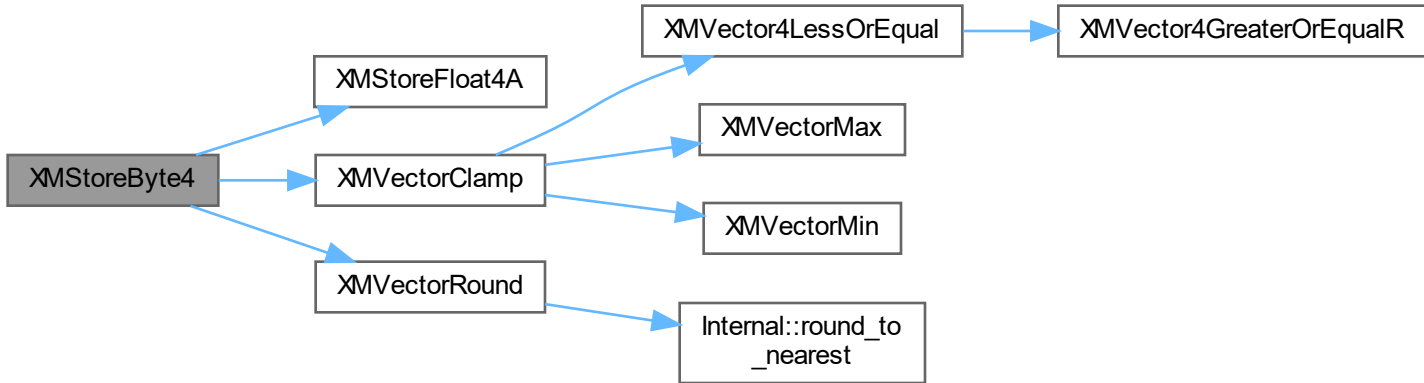 XMStoreByte4
XMStoreFloat4A
XMVectorClamp
XMVectorRound
XMVector4LessOrEqual
XMVectorMax
XMVectorMin
Internal::round_to
_nearest
XMVector4GreaterOrEqualR